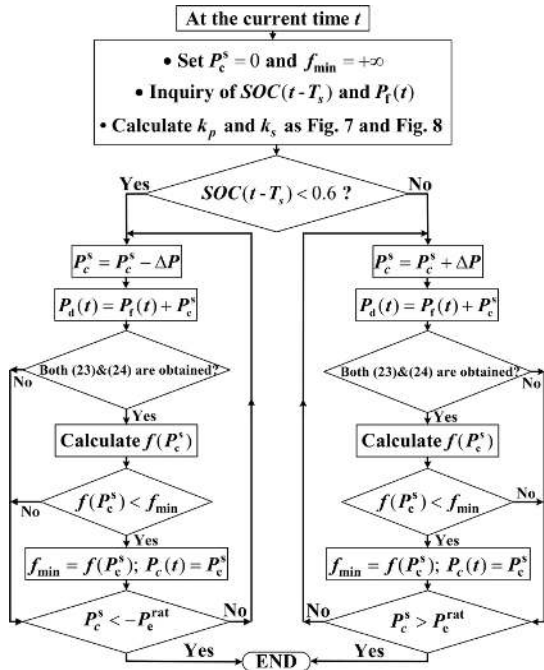 At the current time t
• Set P_c^s = 0 and f_min = +∞
• Inquiry of SOC(t - T_s) and P_f(t)
• Calculate k_p and k_s as Fig. 7 and Fig. 8
Yes
SOC(t - T_s) < 0.6 ?
No
P_c^s = P_c^s − ΔP
P_d(t) = P_f(t) + P_c^s
Both (23)&(24) are obtained?
No
Yes
Calculate f(P_c^s)
f(P_c^s) < f_min
No
Yes
f_min = f(P_c^s); P_c(t) = P_c^s
P_c^s < −P_e^rat
No
Yes
P_c^s = P_c^s + ΔP
P_d(t) = P_f(t) + P_c^s
Both (23)&(24) are obtained?
No
Yes
Calculate f(P_c^s)
f(P_c^s) < f_min
No
Yes
f_min = f(P_c^s); P_c(t) = P_c^s
P_c^s > P_e^rat
No
Yes
END